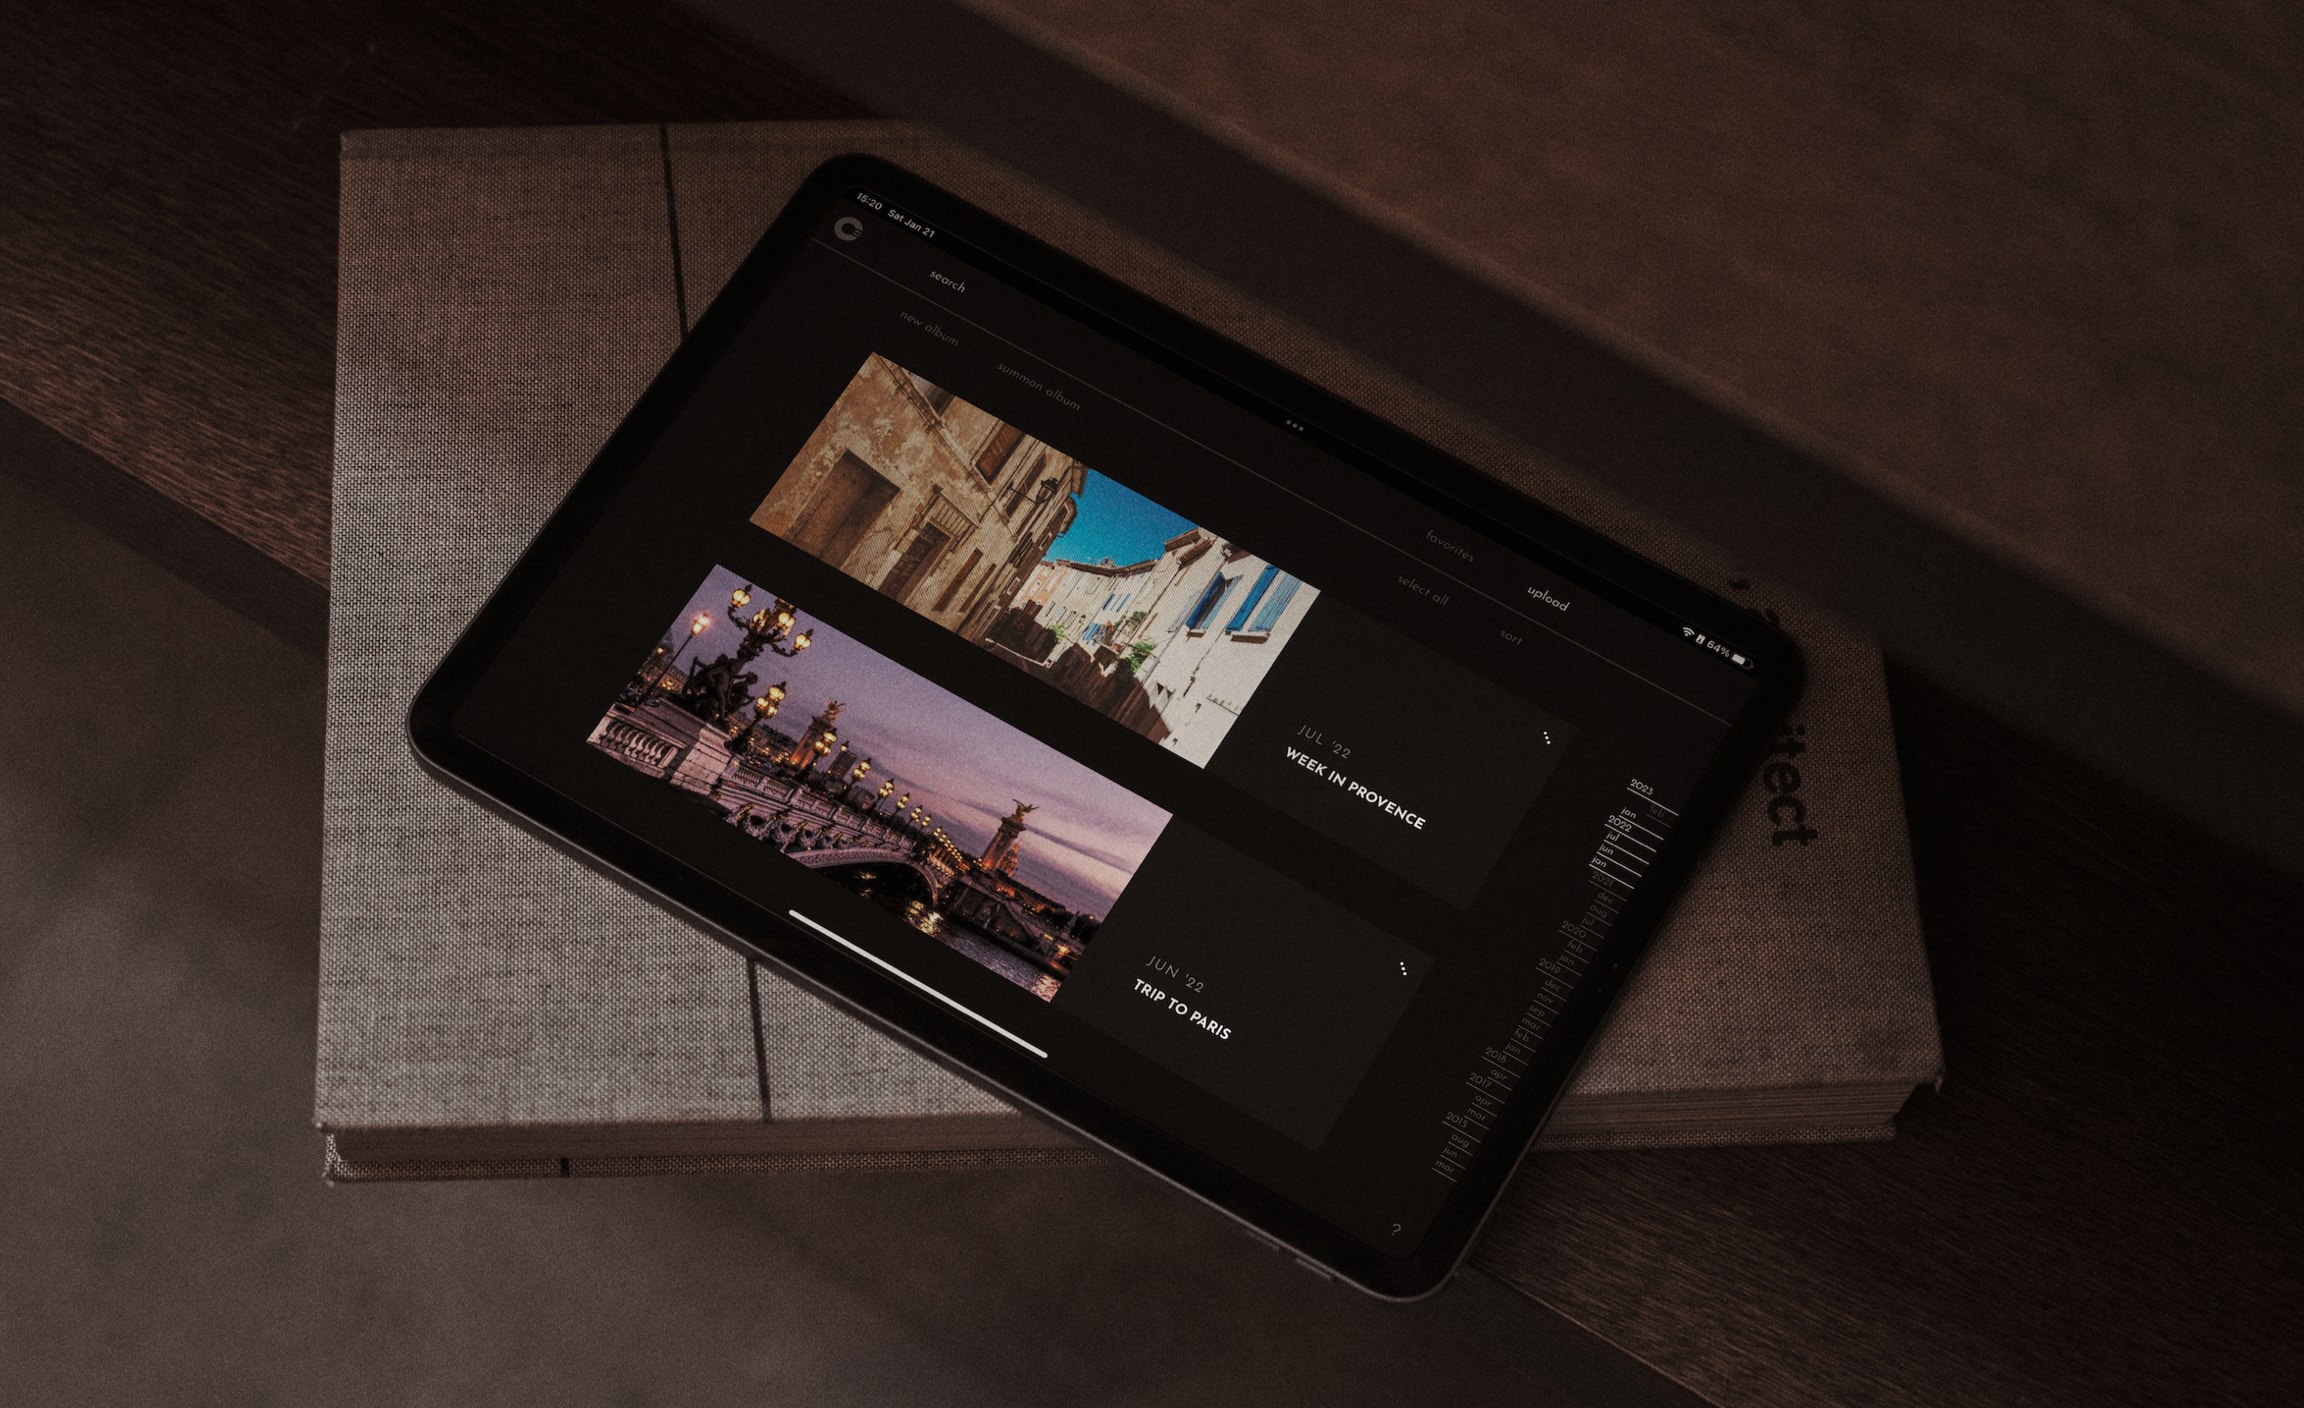 15:20 Sat Jan 21
64%
search
favorites
upload
new album
summon album
select all
sort
JUL '22
WEEK IN PROVENCE
JUN '22
TRIP TO PARIS
2023
jan feb
2022
jul
jun
jan
2021
dec
aug
jul
2020
feb
jan
2019
dec
nov
sep
mar
feb
jan
2018
apr
2017
apr
mar
2015
aug
jun
mar
?
itect